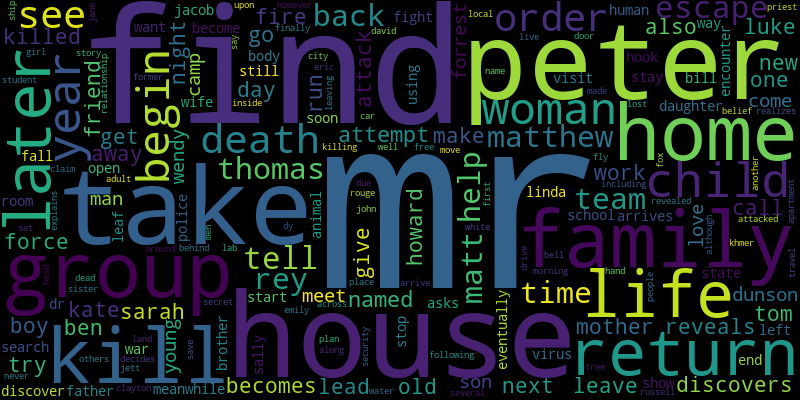 ship upon however jacob become fire back fight david order human local priest escape
jane see killed want night go say finally city eric leaving live door forrest hook also way luke
girl story friend camp body still using attack stay bill encounter new one
student former relationship wife day run car peter name visit made lost belief realizes
later year begin find inside soon woman daughter come home
get wendy death attempt make matthew
fall away killing well free move fly fox another
claim open adult thomas help linda work child
room explains man leaf police take mr matt team including revealed call apartment
set force men behind dy lab animal rouge due john give howard first white school arrives love although attacked khmer travel
group tell rey family
head around dead sister secret start meet place across named arrive asks drive morning bell hand people state
dr kate sarah emily time life dunson
boy ben brother sally plan along house stop security eventually mother reveals tom left
search war young land virus
try others decides save kill following return tree end
never jett becomes lead water old several son next leave show discovers
discover father clayton meanwhile russell